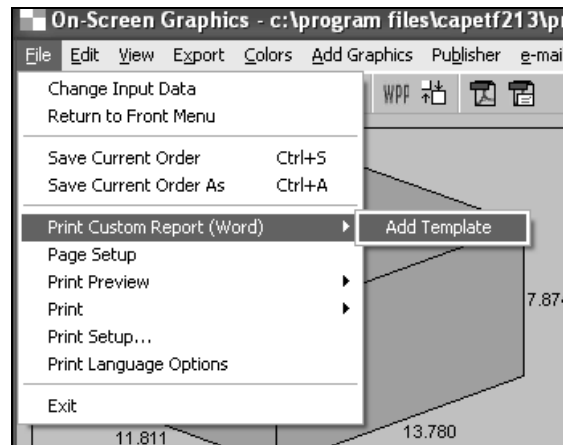 On-Screen Graphics - c:\program files\capetf213\p
File Edit View Export Colors Add Graphics Publisher e-mai
WPP
Change Input Data
Return to Front Menu
Save Current Order Ctrl+S
Save Current Order As Ctrl+A
Print Custom Report (Word) Add Template
Page Setup
Print Preview
Print
7.874
Print Setup...
Print Language Options
Exit
11.811 13.780